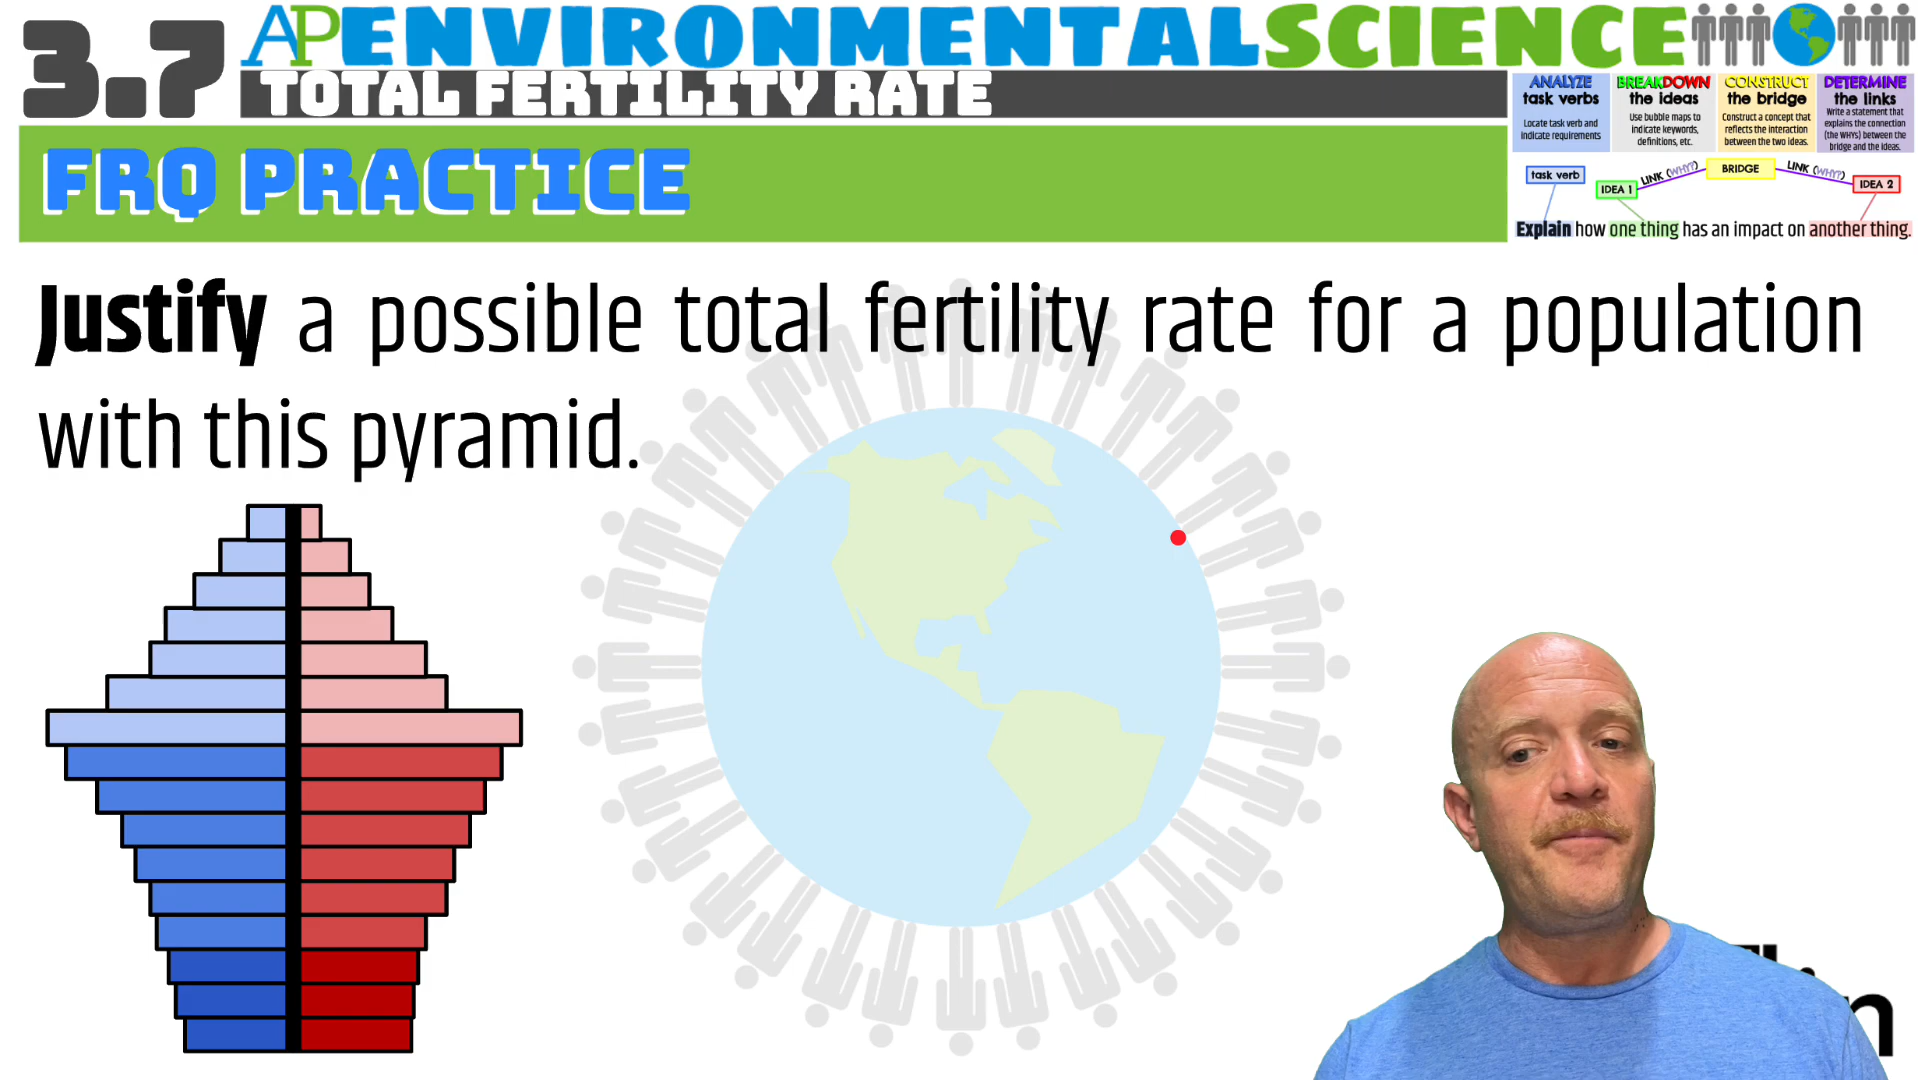 3.7
APENVIRONMENTALSCIENCE
TOTAL FERTILITY RATE
FRQ PRACTICE
ANALYZE
task verbs
Locate task verb and
indicate requirements
BREAKDOWN
the ideas
Use bubble maps to
indicate keywords,
definitions, etc.
CONSTRUCT
the bridge
Construct a concept that
reflects the interaction
between the two ideas.
DETERMINE
the links
Write a statement that
explains the connection
(the WHYs) between the
bridge and the ideas.
task verb
IDEA 1
LINK (WHY?)
BRIDGE
LINK (WHY?)
IDEA 2
Explain how one thing has an impact on another thing.
Justify a possible total fertility rate for a population
with this pyramid.